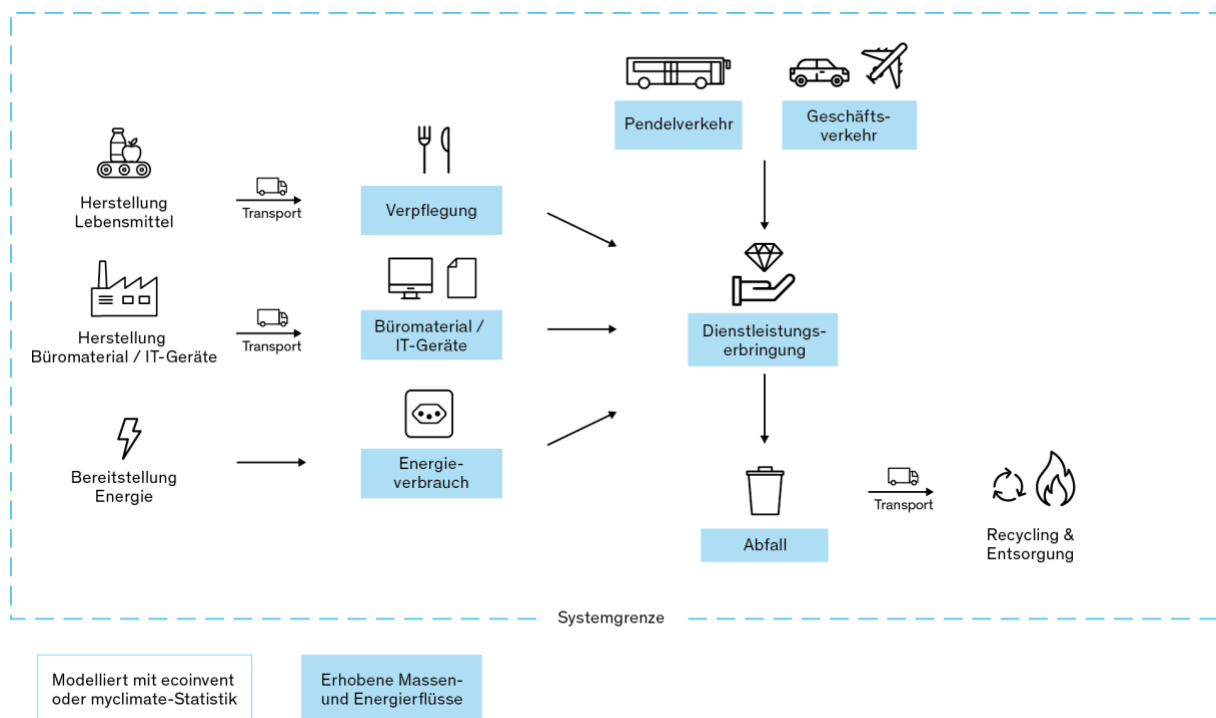 Pendelverkehr
Geschäfts-
verkehr
Herstellung
Lebensmittel
Transport
Verpflegung
Herstellung
Büromaterial / IT-Geräte
Transport
Büromaterial /
IT-Geräte
Dienstleistungs-
erbringung
Bereitstellung
Energie
Energie-
verbrauch
Abfall
Transport
Recycling &
Entsorgung
Systemgrenze
Modelliert mit ecoinvent
oder myclimate-Statistik
Erhobene Massen-
und Energierflüsse